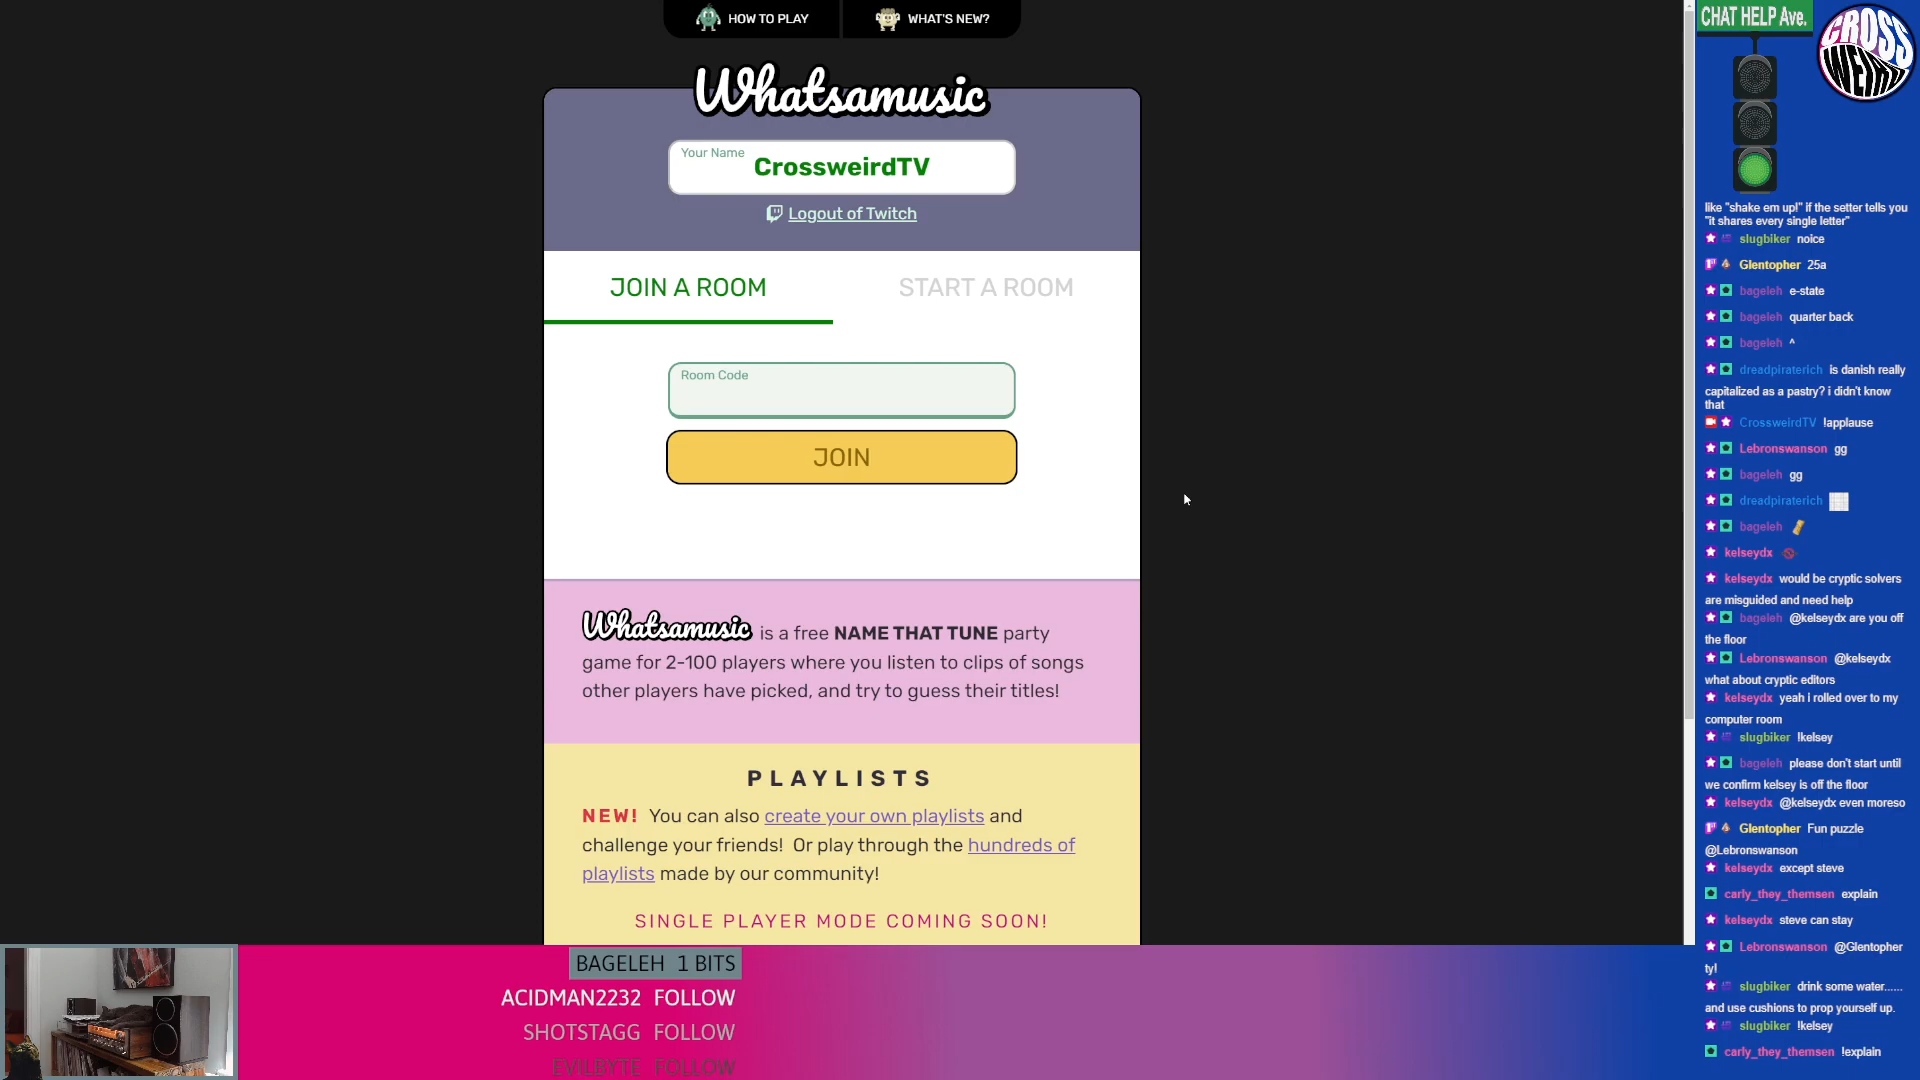 HOW TO PLAY
WHAT'S NEW?
Whatsamusic
Your Name
CrossweirdTV
Logout of Twitch
JOIN A ROOM
START A ROOM
Room Code
JOIN
Whatsamusic is a free NAME THAT TUNE party
game for 2-100 players where you listen to clips of songs
other players have picked, and try to guess their titles!
PLAYLISTS
NEW! You can also create your own playlists and
challenge your friends! Or play through the hundreds of
playlists made by our community!
SINGLE PLAYER MODE COMING SOON!
BAGELEH 1 BITS
ACIDMAN2232 FOLLOW
SHOTSTAGG FOLLOW
EVILBYTE FOLLOW
CHAT HELP Ave.
CROSS
WEIRD
like "shake em up!" if the setter tells you
"it shares every single letter"
slugbiker noice
Glentopher 25a
bageleh e-state
bageleh quarter back
bageleh ^
dreadpiraterich is danish really
capitalized as a pastry? i didn't know
that
CrossweirdTV !applause
Lebronswanson gg
bageleh gg
dreadpiraterich
bageleh
kelseydx
kelseydx would be cryptic solvers
are misguided and need help
bageleh @kelseydx are you off
the floor
Lebronswanson @kelseydx
what about cryptic editors
kelseydx yeah i rolled over to my
computer room
slugbiker !kelsey
bageleh please don't start until
we confirm kelsey is off the floor
kelseydx @kelseydx even moreso
Glentopher Fun puzzle
@Lebronswanson
kelseydx except steve
carly_they_themsen explain
kelseydx steve can stay
Lebronswanson @Glentopher
ty!
slugbiker drink some water......
and use cushions to prop yourself up.
slugbiker !kelsey
carly_they_themsen !explain